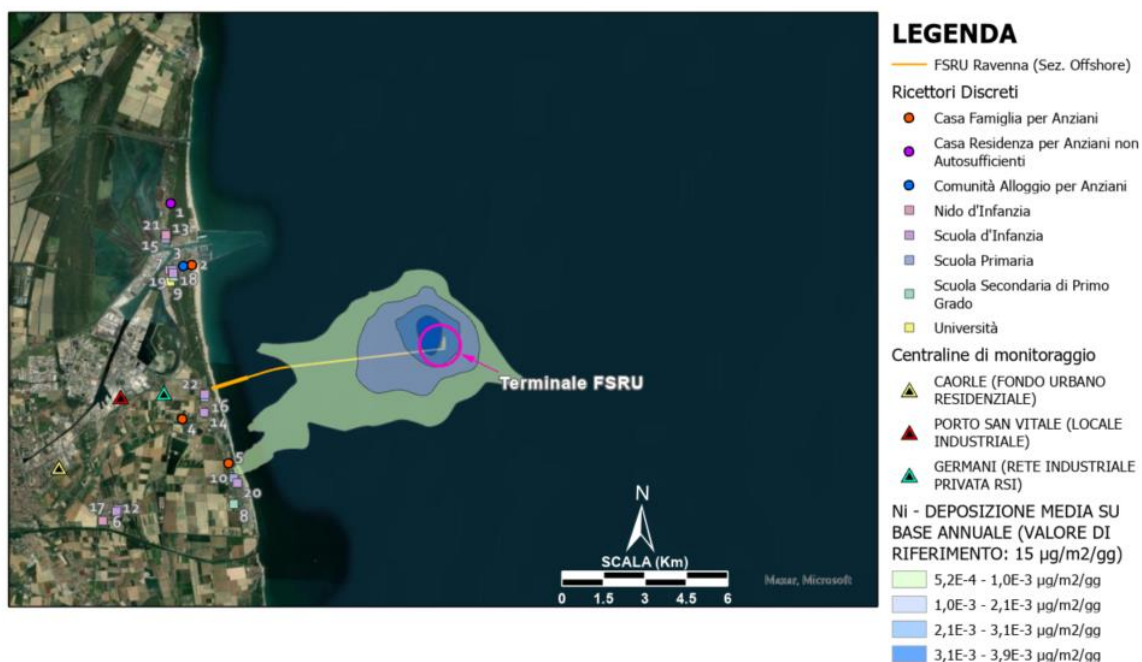 LEGENDA
FSRU Ravenna (Sez. Offshore)
Ricettori Discreti
Casa Famiglia per Anziani
Casa Residenza per Anziani non
Autosufficienti
Comunità Alloggio per Anziani
Nido d'Infanzia
Scuola d'Infanzia
Scuola Primaria
Scuola Secondaria di Primo
Grado
Università
Centraline di monitoraggio
CAORLE (FONDO URBANO
RESIDENZIALE)
PORTO SAN VITALE (LOCALE
INDUSTRIALE)
GERMANI (RETE INDUSTRIALE
PRIVATA RSI)
Ni - DEPOSIZIONE MEDIA SU
BASE ANNUALE (VALORE DI
RIFERIMENTO: 15 µg/m2/gg)
5,2E-4 - 1,0E-3 µg/m2/gg
1,0E-3 - 2,1E-3 µg/m2/gg
2,1E-3 - 3,1E-3 µg/m2/gg
3,1E-3 - 3,9E-3 µg/m2/gg
1
21
13
15
3
7
2
19
18
9
Terminale FSRU
22
16
14
4
5
10
20
17
12
6
8
N
SCALA (Km)
0 1.5 3 4.5 6
Maxar, Microsoft